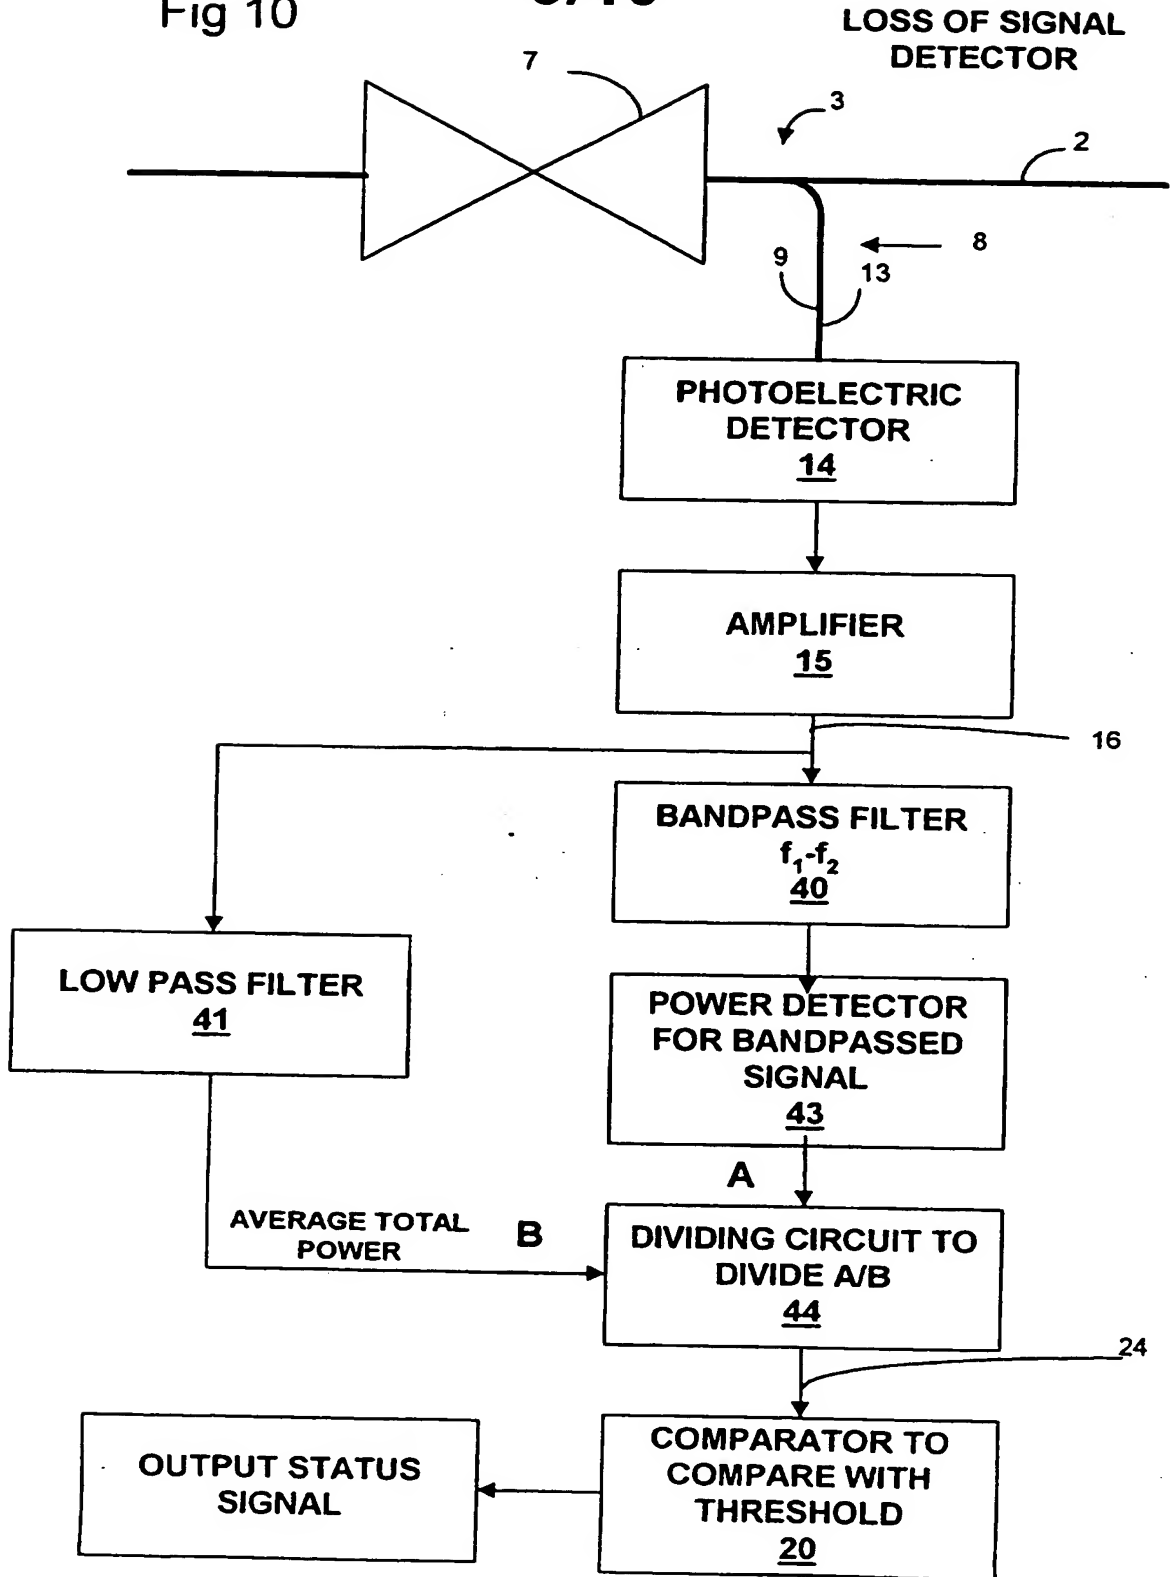 Fig 10
LOSS OF SIGNAL
DETECTOR
7
3
2
8
9
13
PHOTOELECTRIC
DETECTOR
14
AMPLIFIER
15
16
BANDPASS FILTER
f1-f2
40
LOW PASS FILTER
41
POWER DETECTOR
FOR BANDPASSED
SIGNAL
43
A
AVERAGE TOTAL
POWER
B
DIVIDING CIRCUIT TO
DIVIDE A/B
44
24
COMPARATOR TO
COMPARE WITH
THRESHOLD
20
OUTPUT STATUS
SIGNAL